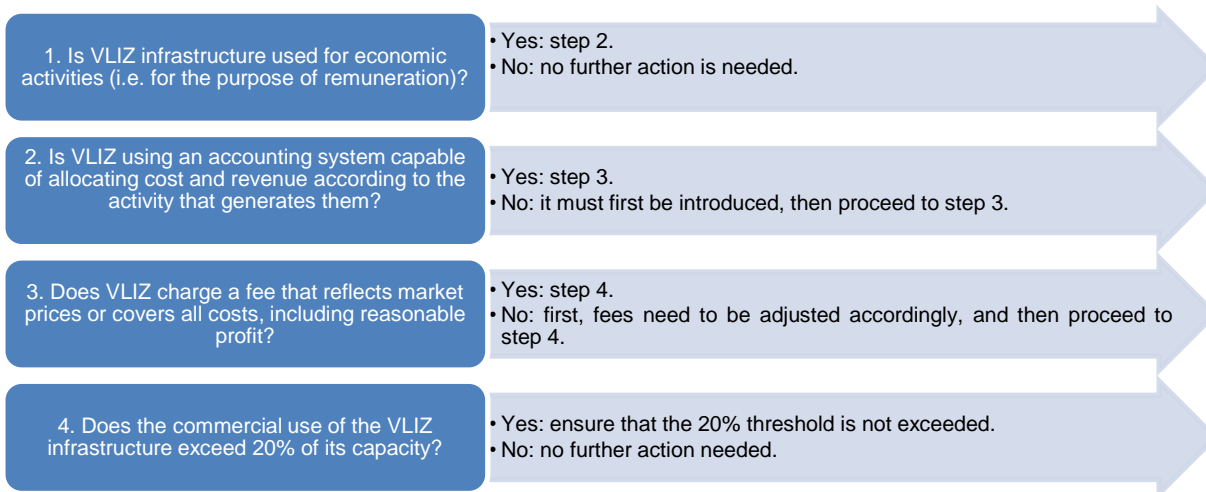 1. Is VLIZ infrastructure used for economic
activities (i.e. for the purpose of remuneration)?
• Yes: step 2.
• No: no further action is needed.
2. Is VLIZ using an accounting system capable
of allocating cost and revenue according to the
activity that generates them?
• Yes: step 3.
• No: it must first be introduced, then proceed to step 3.
3. Does VLIZ charge a fee that reflects market
prices or covers all costs, including reasonable
profit?
• Yes: step 4.
• No: first, fees need to be adjusted accordingly, and then proceed to
step 4.
4. Does the commercial use of the VLIZ
infrastructure exceed 20% of its capacity?
• Yes: ensure that the 20% threshold is not exceeded.
• No: no further action needed.